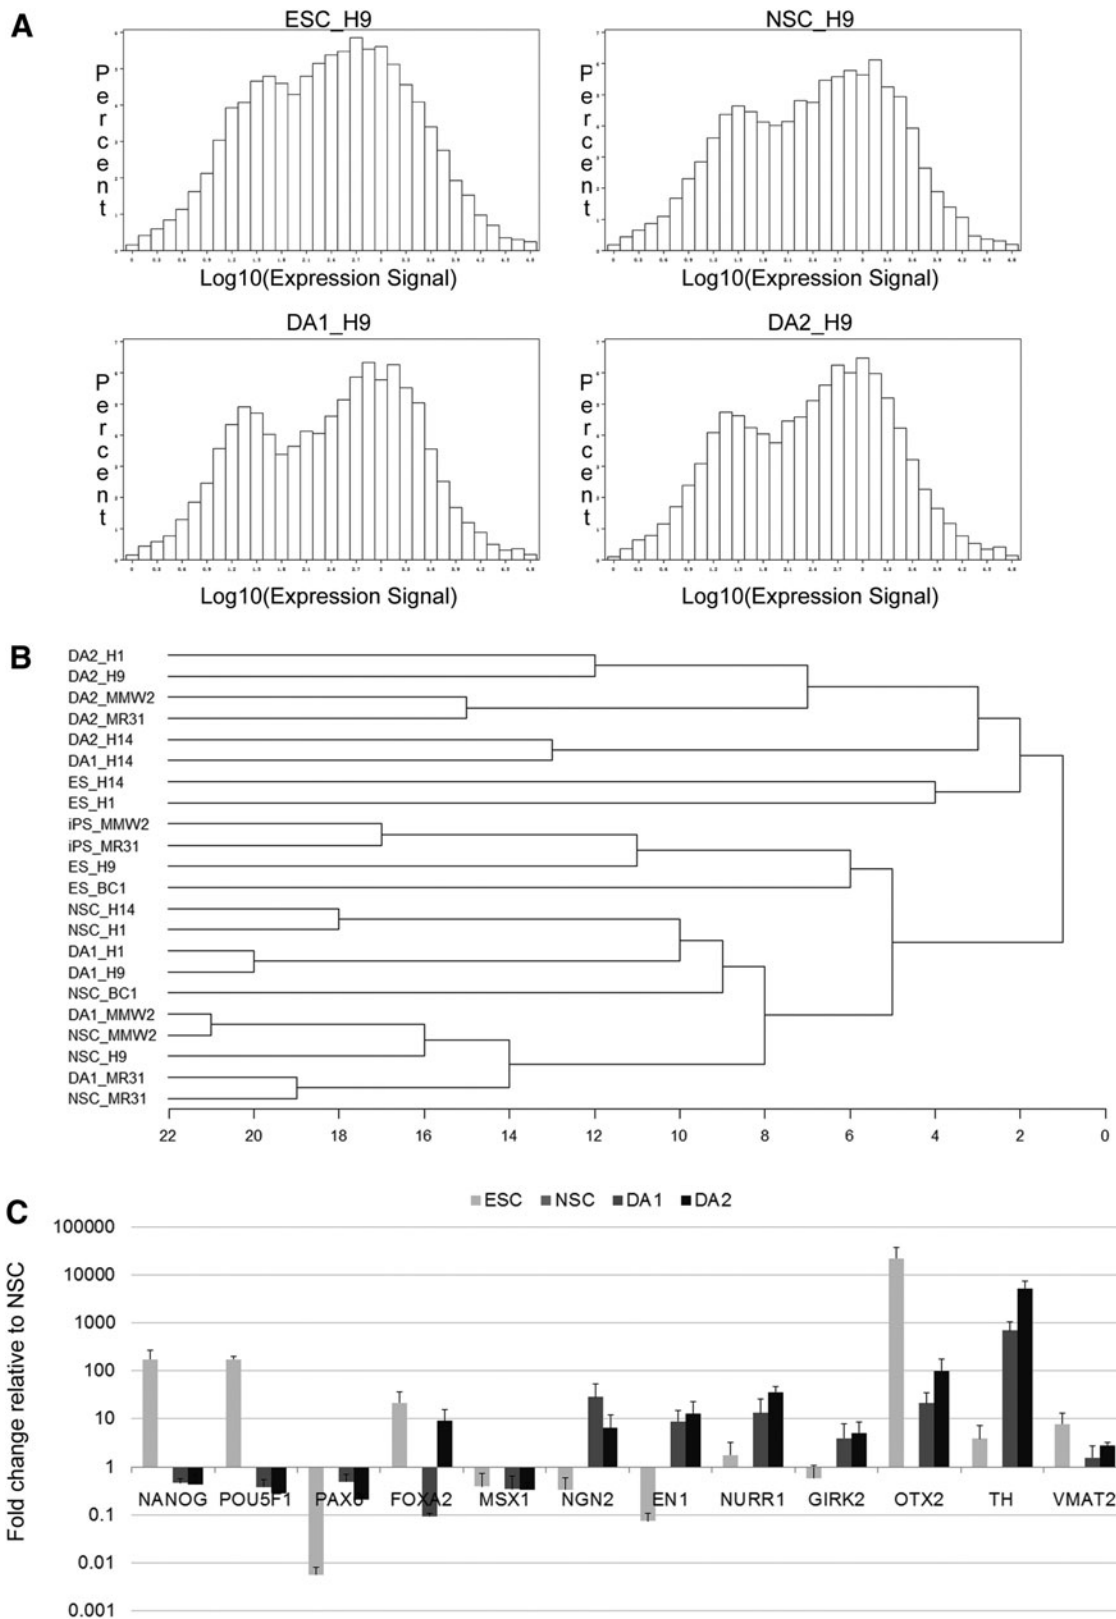 A
ESC_H9
NSC_H9
Percent
Percent
Log10(Expression Signal)
Log10(Expression Signal)
DA1_H9
DA2_H9
Percent
Percent
Log10(Expression Signal)
Log10(Expression Signal)
B
DA2_H1
DA2_H9
DA2_MMW2
DA2_MR31
DA2_H14
DA1_H14
ES_H14
ES_H1
iPS_MMW2
iPS_MR31
ES_H9
ES_BC1
NSC_H14
NSC_H1
DA1_H1
DA1_H9
NSC_BC1
DA1_MMW2
NSC_MMW2
NSC_H9
DA1_MR31
NSC_MR31
22 20 18 16 14 12 10 8 6 4 2 0
C
ESC NSC DA1 DA2
Fold change relative to NSC
100000
10000
1000
100
10
1
0.1
0.01
0.001
NANOG POU5F1 PAX6 FOXA2 MSX1 NGN2 EN1 NURR1 GIRK2 OTX2 TH VMAT2